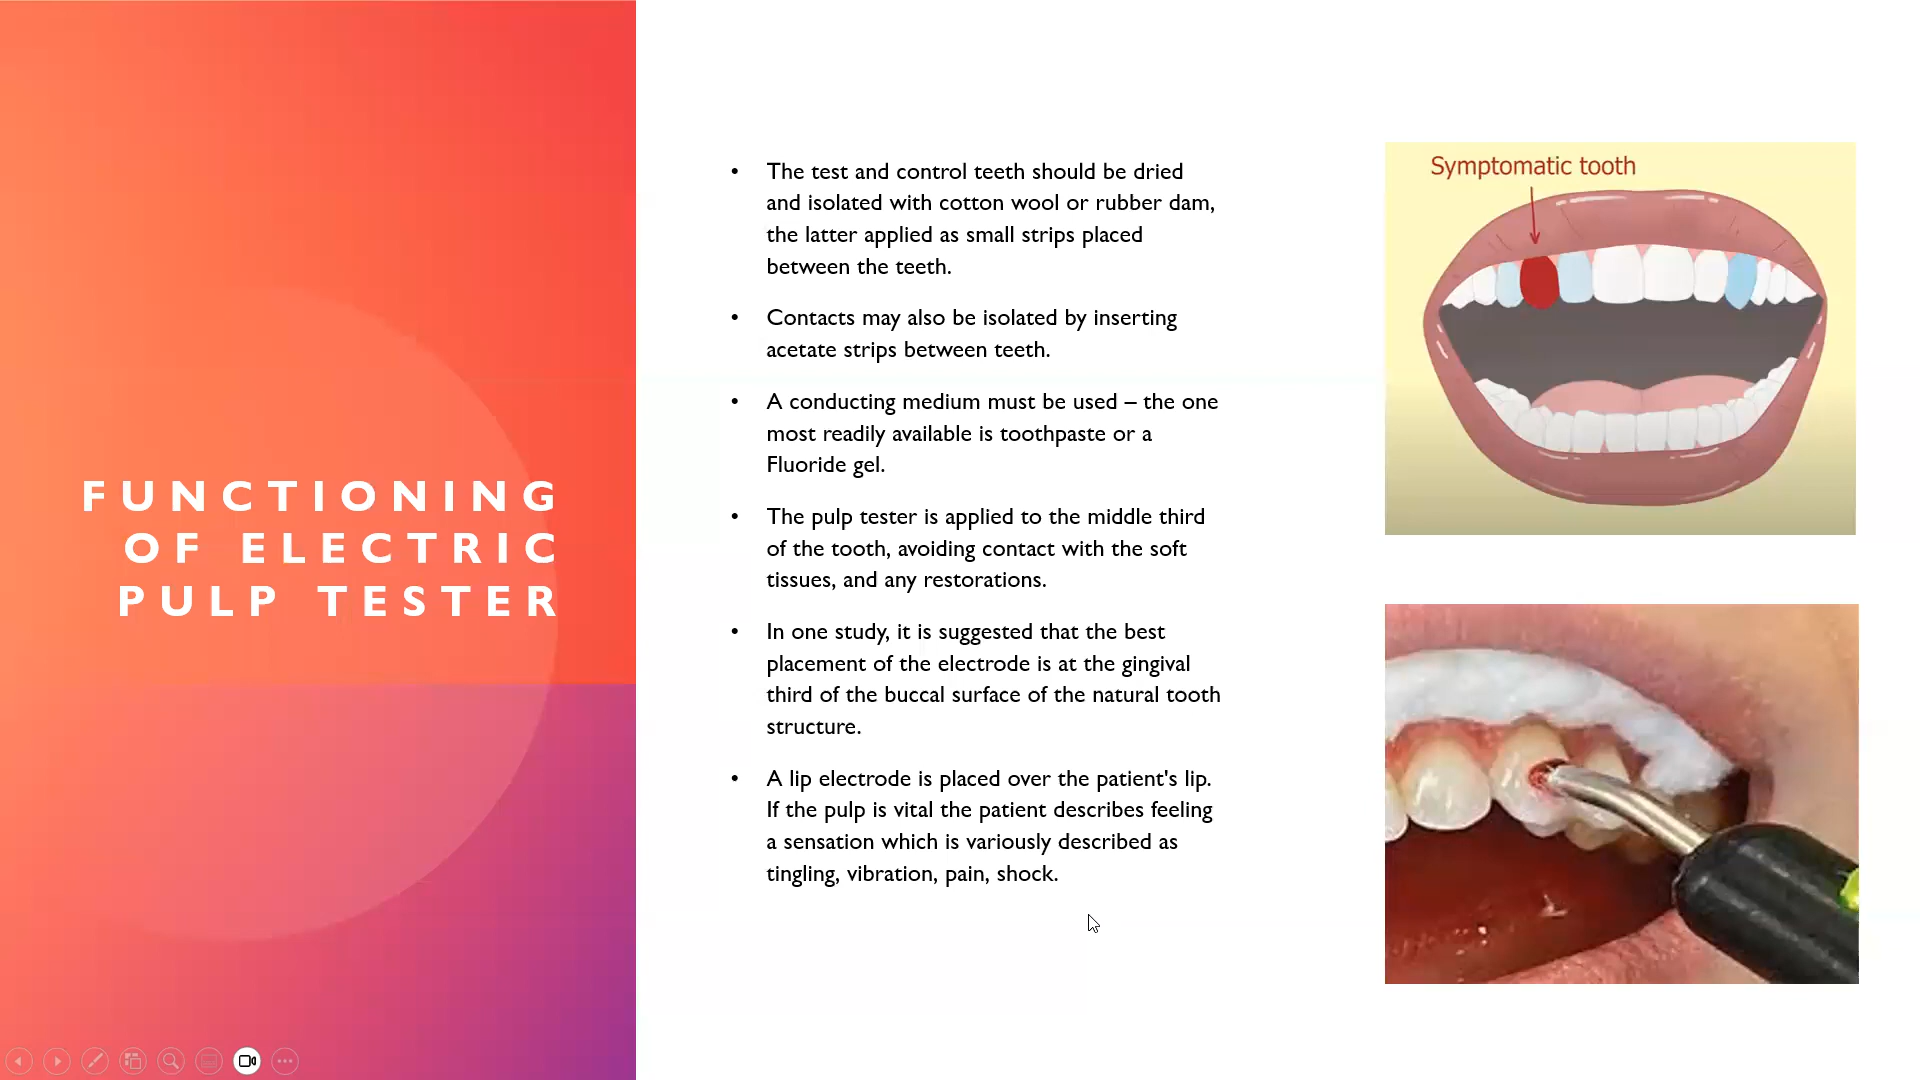 FUNCTIONING
OF ELECTRIC
PULP TESTER
• The test and control teeth should be dried
and isolated with cotton wool or rubber dam,
the latter applied as small strips placed
between the teeth.
• Contacts may also be isolated by inserting
acetate strips between teeth.
• A conducting medium must be used – the one
most readily available is toothpaste or a
Fluoride gel.
• The pulp tester is applied to the middle third
of the tooth, avoiding contact with the soft
tissues, and any restorations.
• In one study, it is suggested that the best
placement of the electrode is at the gingival
third of the buccal surface of the natural tooth
structure.
• A lip electrode is placed over the patient's lip.
If the pulp is vital the patient describes feeling
a sensation which is variously described as
tingling, vibration, pain, shock.
Symptomatic tooth